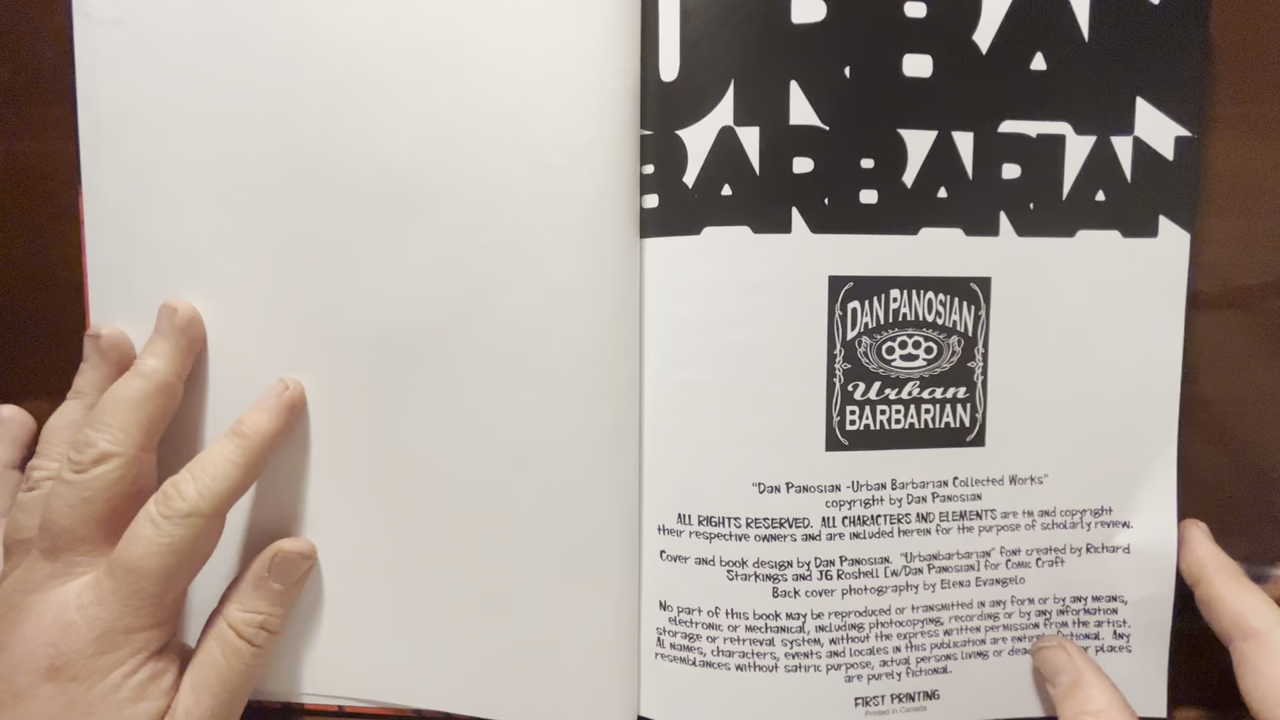 URBAN
BARBARIAN
DAN PANOSIAN
Urban
BARBARIAN
"Dan Panosian -Urban Barbarian Collected Works"
copyright by Dan Panosian
ALL RIGHTS RESERVED. ALL CHARACTERS AND ELEMENTS are TM and copyright
their respective owners and are included herein for the purpose of scholarly review.
Cover and book design by Dan Panosian. "Urbanbarbarian" font created by Richard
Starkings and JG Roshell [w/Dan Panosian] for Comic Craft
Back cover photography by Elena Evangelo
No part of this book may be reproduced or transmitted in any form or by any means,
electronic or mechanical, including photocopying, recording or by any information
storage or retrieval system, without the express written permission from the artist.
Al names, characters, events and locales in this publication are fictional. Any
resemblances without satiric purpose, actual persons living or or places
are purely fictional.
FIRST PRINTING
Printed in Canada